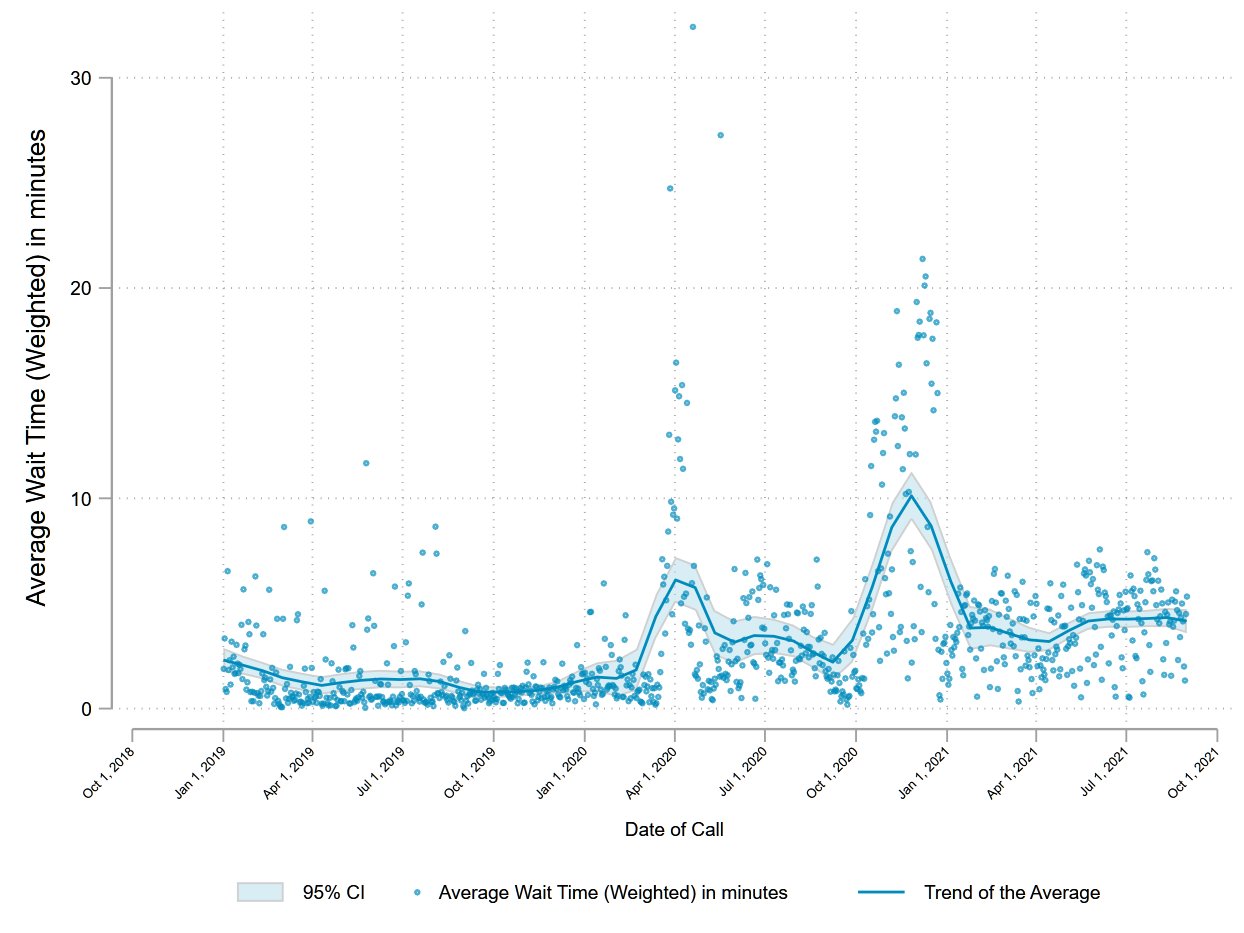 Average Wait Time (Weighted) in minutes
30
20
10
0
Oct 1, 2018
Jan 1, 2019
Apr 1, 2019
Jul 1, 2019
Oct 1, 2019
Jan 1, 2020
Apr 1, 2020
Jul 1, 2020
Oct 1, 2020
Jan 1, 2021
Apr 1, 2021
Jul 1, 2021
Oct 1, 2021
Date of Call
95% CI
Average Wait Time (Weighted) in minutes
Trend of the Average